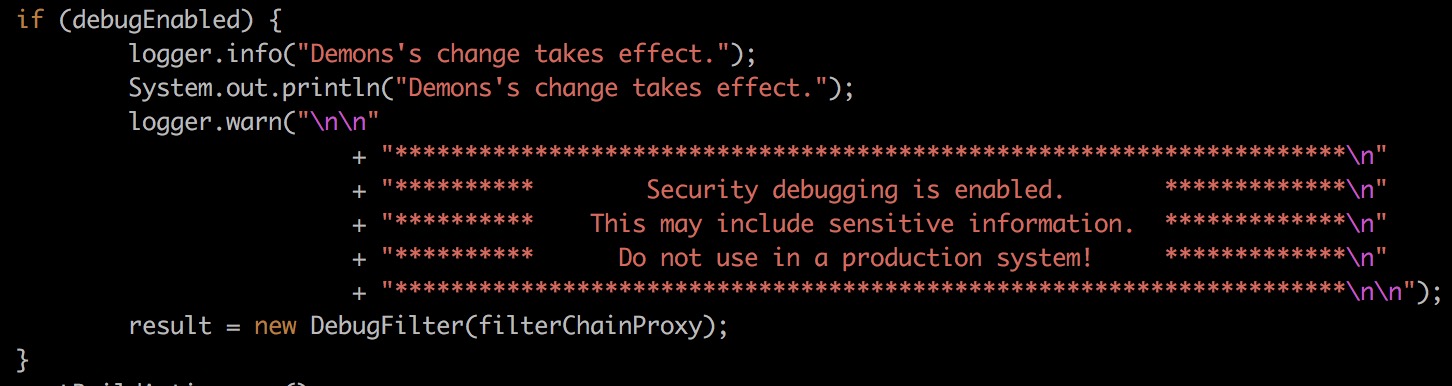 if (debugEnabled) {
        logger.info("Demons's change takes effect.");
        System.out.println("Demons's change takes effect.");
        logger.warn("\n\n"
                        + "********************************************************************\n"
                        + "**********        Security debugging is enabled.       *************\n"
                        + "**********    This may include sensitive information.  *************\n"
                        + "**********      Do not use in a production system!     *************\n"
                        + "********************************************************************\n\n");
        result = new DebugFilter(filterChainProxy);
}